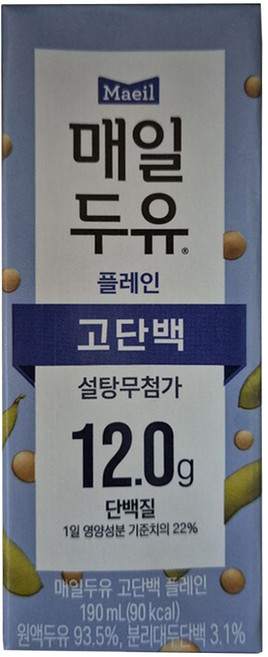 Maeil
매일
두유®
플레인
고단백
설탕무첨가
12.0g
단백질
1일 영양성분 기준치의 22%
매일두유 고단백 플레인
190 mL(90 kcal)
원액두유 93.5%, 분리대두단백 3.1%